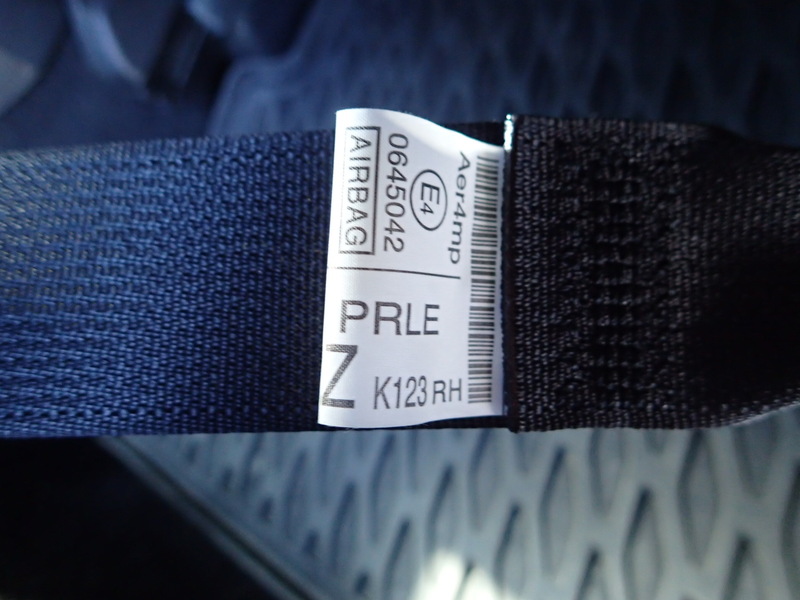 Aer4mp
E4
0645042
AIRBAG
PRLE
Z K123 RH